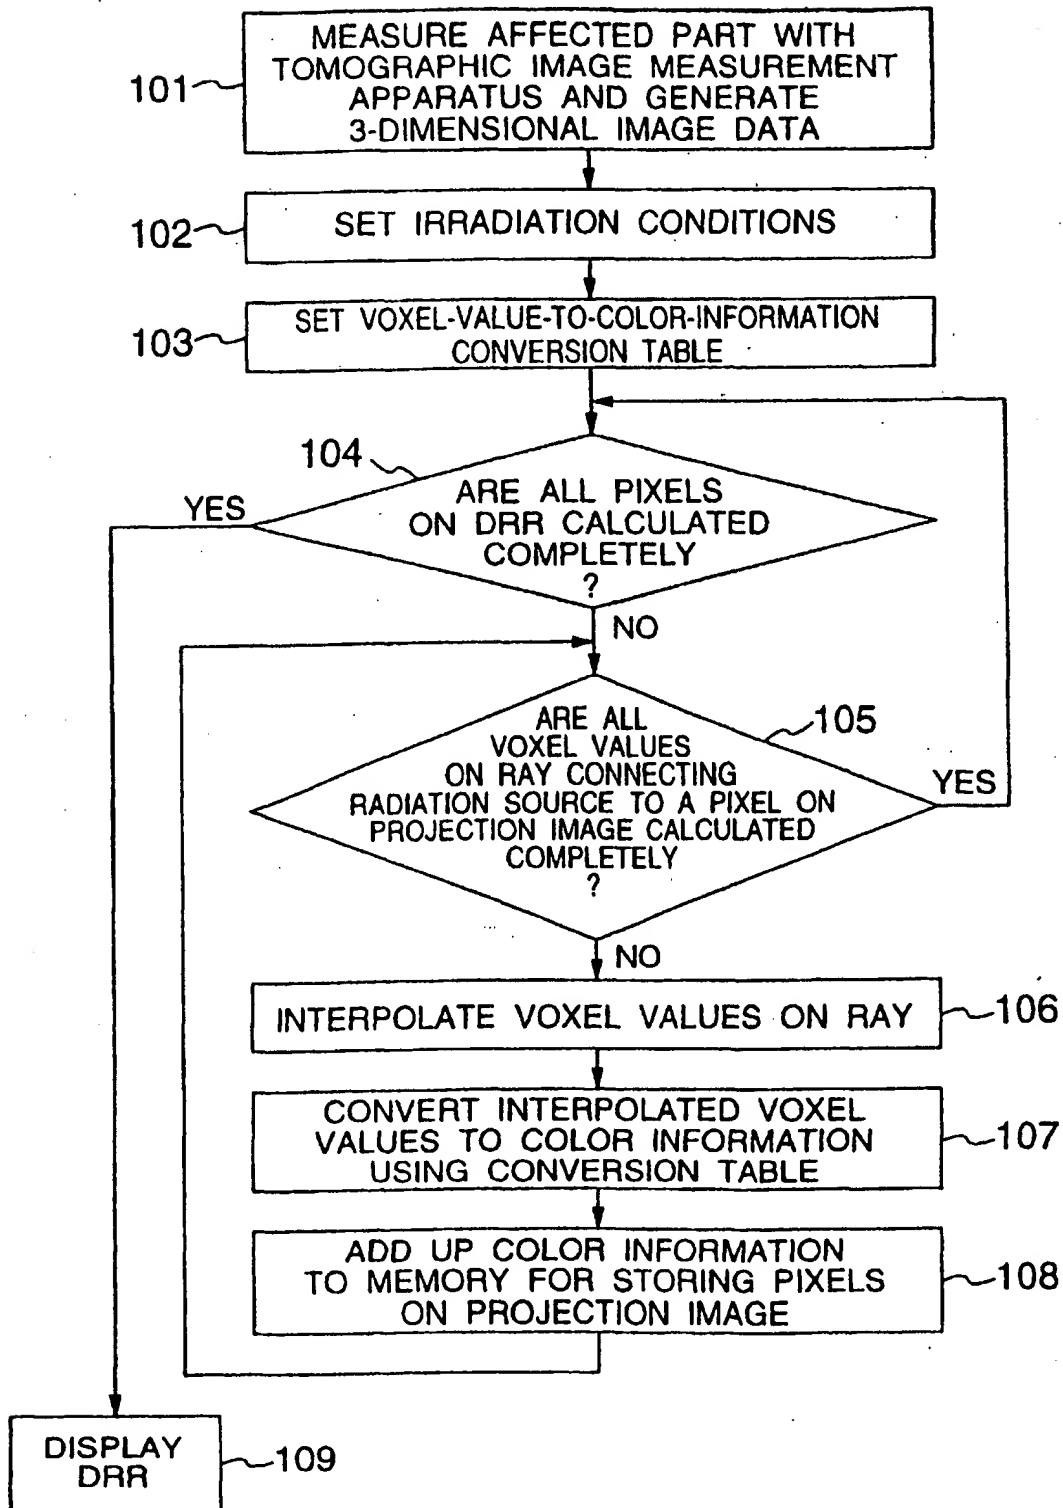 MEASURE AFFECTED PART WITH
TOMOGRAPHIC IMAGE MEASUREMENT
APPARATUS AND GENERATE
3-DIMENSIONAL IMAGE DATA
101
SET IRRADIATION CONDITIONS
102
SET VOXEL-VALUE-TO-COLOR-INFORMATION
CONVERSION TABLE
103
104
YES
ARE ALL PIXELS
ON DRR CALCULATED
COMPLETELY
?
NO
ARE ALL
VOXEL VALUES
ON RAY CONNECTING
RADIATION SOURCE TO A PIXEL ON
PROJECTION IMAGE CALCULATED
COMPLETELY
?
105
YES
NO
INTERPOLATE VOXEL VALUES ON RAY
106
CONVERT INTERPOLATED VOXEL
VALUES TO COLOR INFORMATION
USING CONVERSION TABLE
107
ADD UP COLOR INFORMATION
TO MEMORY FOR STORING PIXELS
ON PROJECTION IMAGE
108
DISPLAY
DRR
109